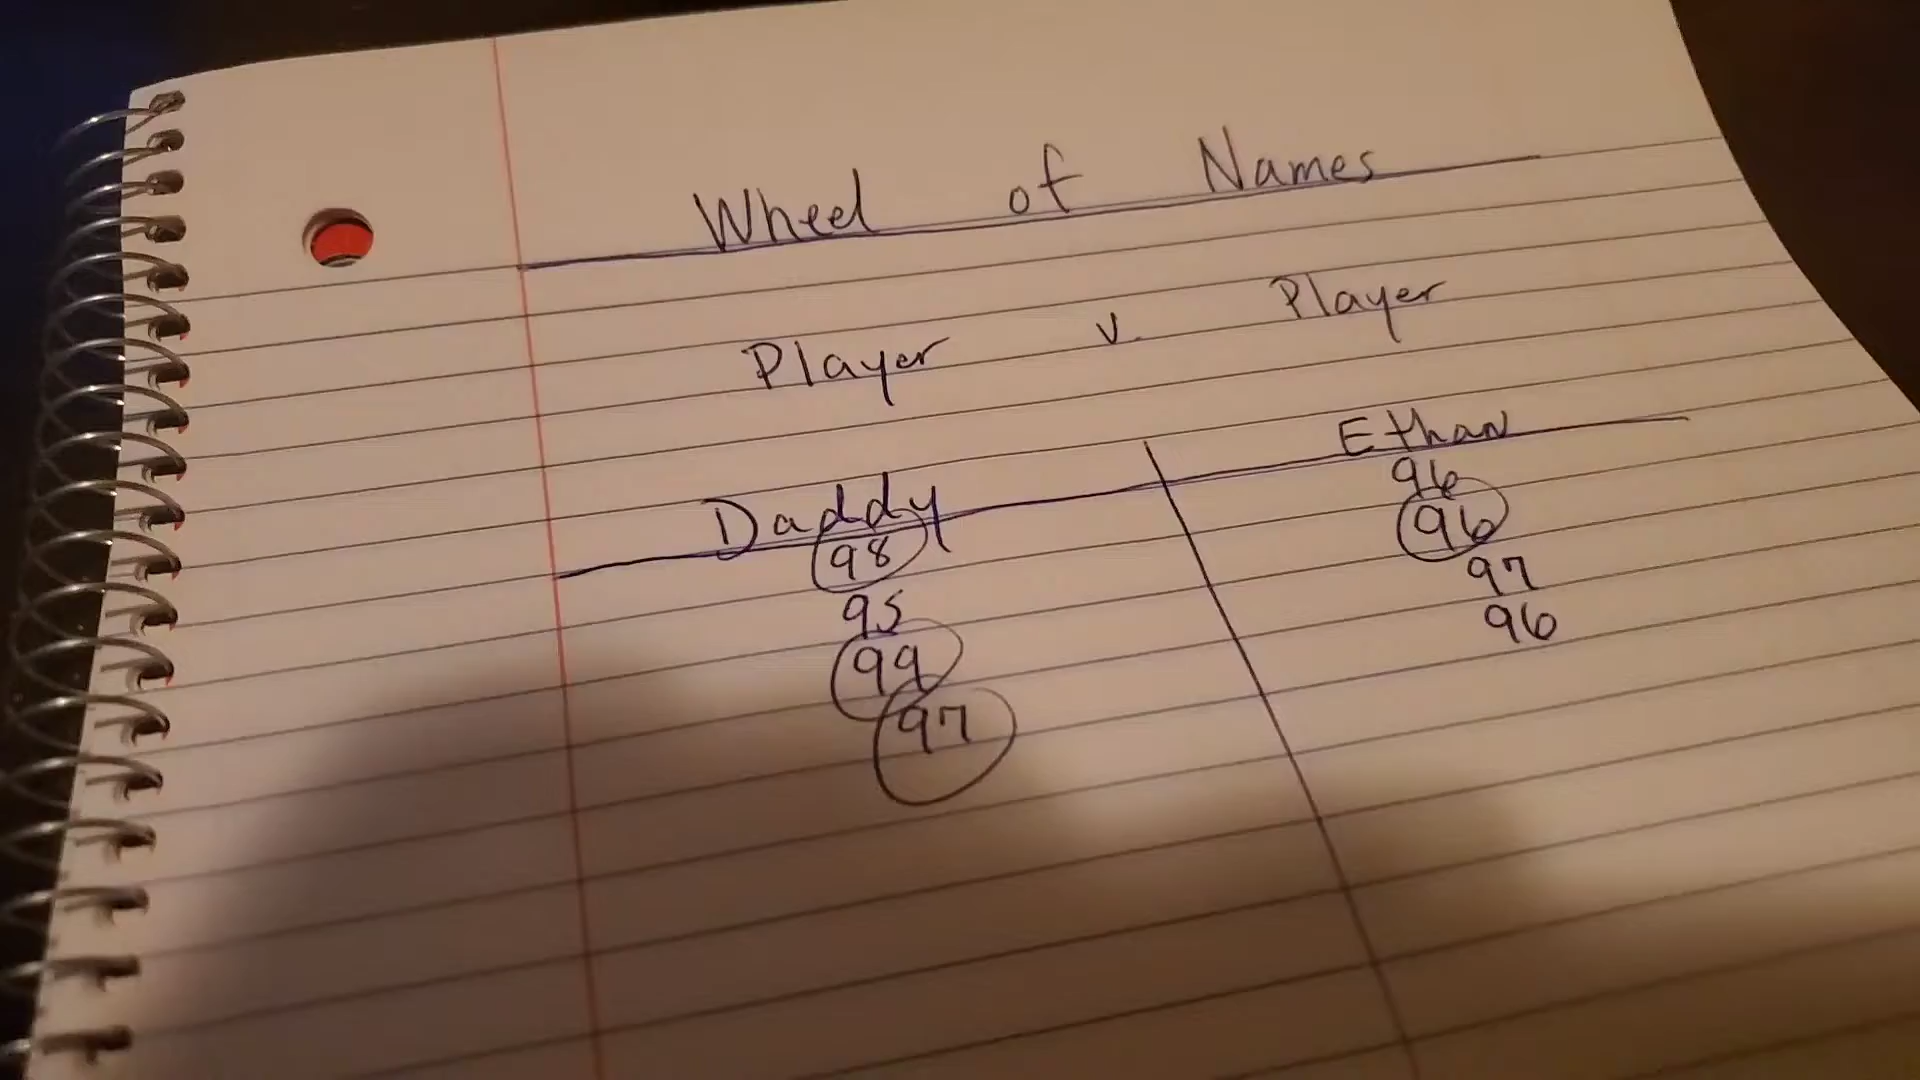 Wheel of Names
Player v. Player
Daddy Ethan
98 96
95 96
99 97
97 96